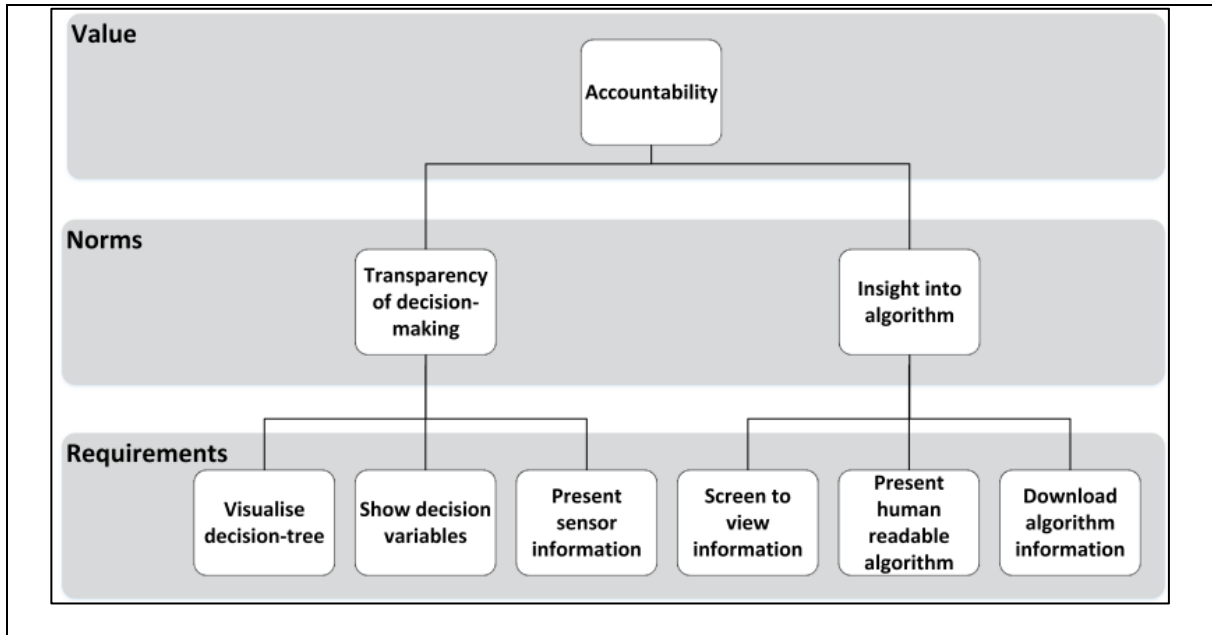 Value
Accountability
Norms
Transparency
of decision-
making
Insight into
algorithm
Requirements
Visualise
decision-tree
Show decision
variables
Present
sensor
information
Screen to
view
information
Present
human
readable
algorithm
Download
algorithm
information